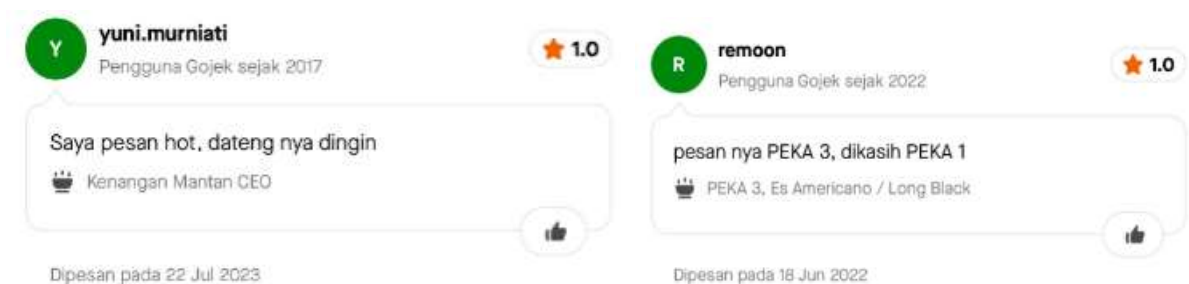 Y
yuni.murniati
1.0
Pengguna Gojek sejak 2017
Saya pesan hot, dateng nya dingin
Kenangan Mantan CEO
Dipesan pada 22 Jul 2023
R
remoon
1.0
Pengguna Gojek sejak 2022
pesan nya PEKA 3, dikasih PEKA 1
PEKA 3, Es Americano / Long Black
Dipesan pada 18 Jun 2022